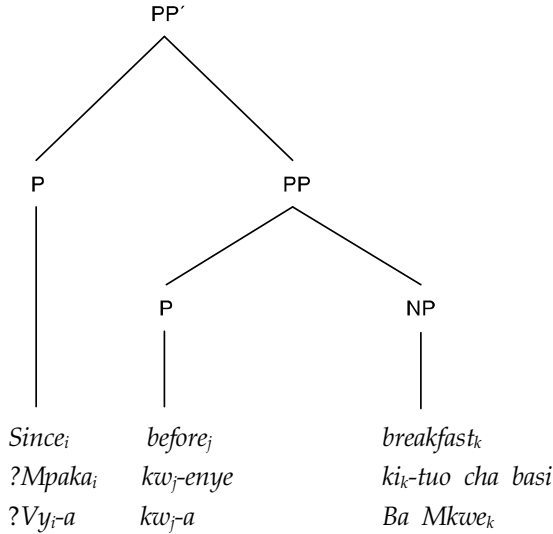 PP´
P PP
P NP
Since_i before_j breakfast_k
?Mpaka_i kw_j-enye ki_k-tuo cha basi
?Vy_i-a kw_j-a Ba Mkwe_k